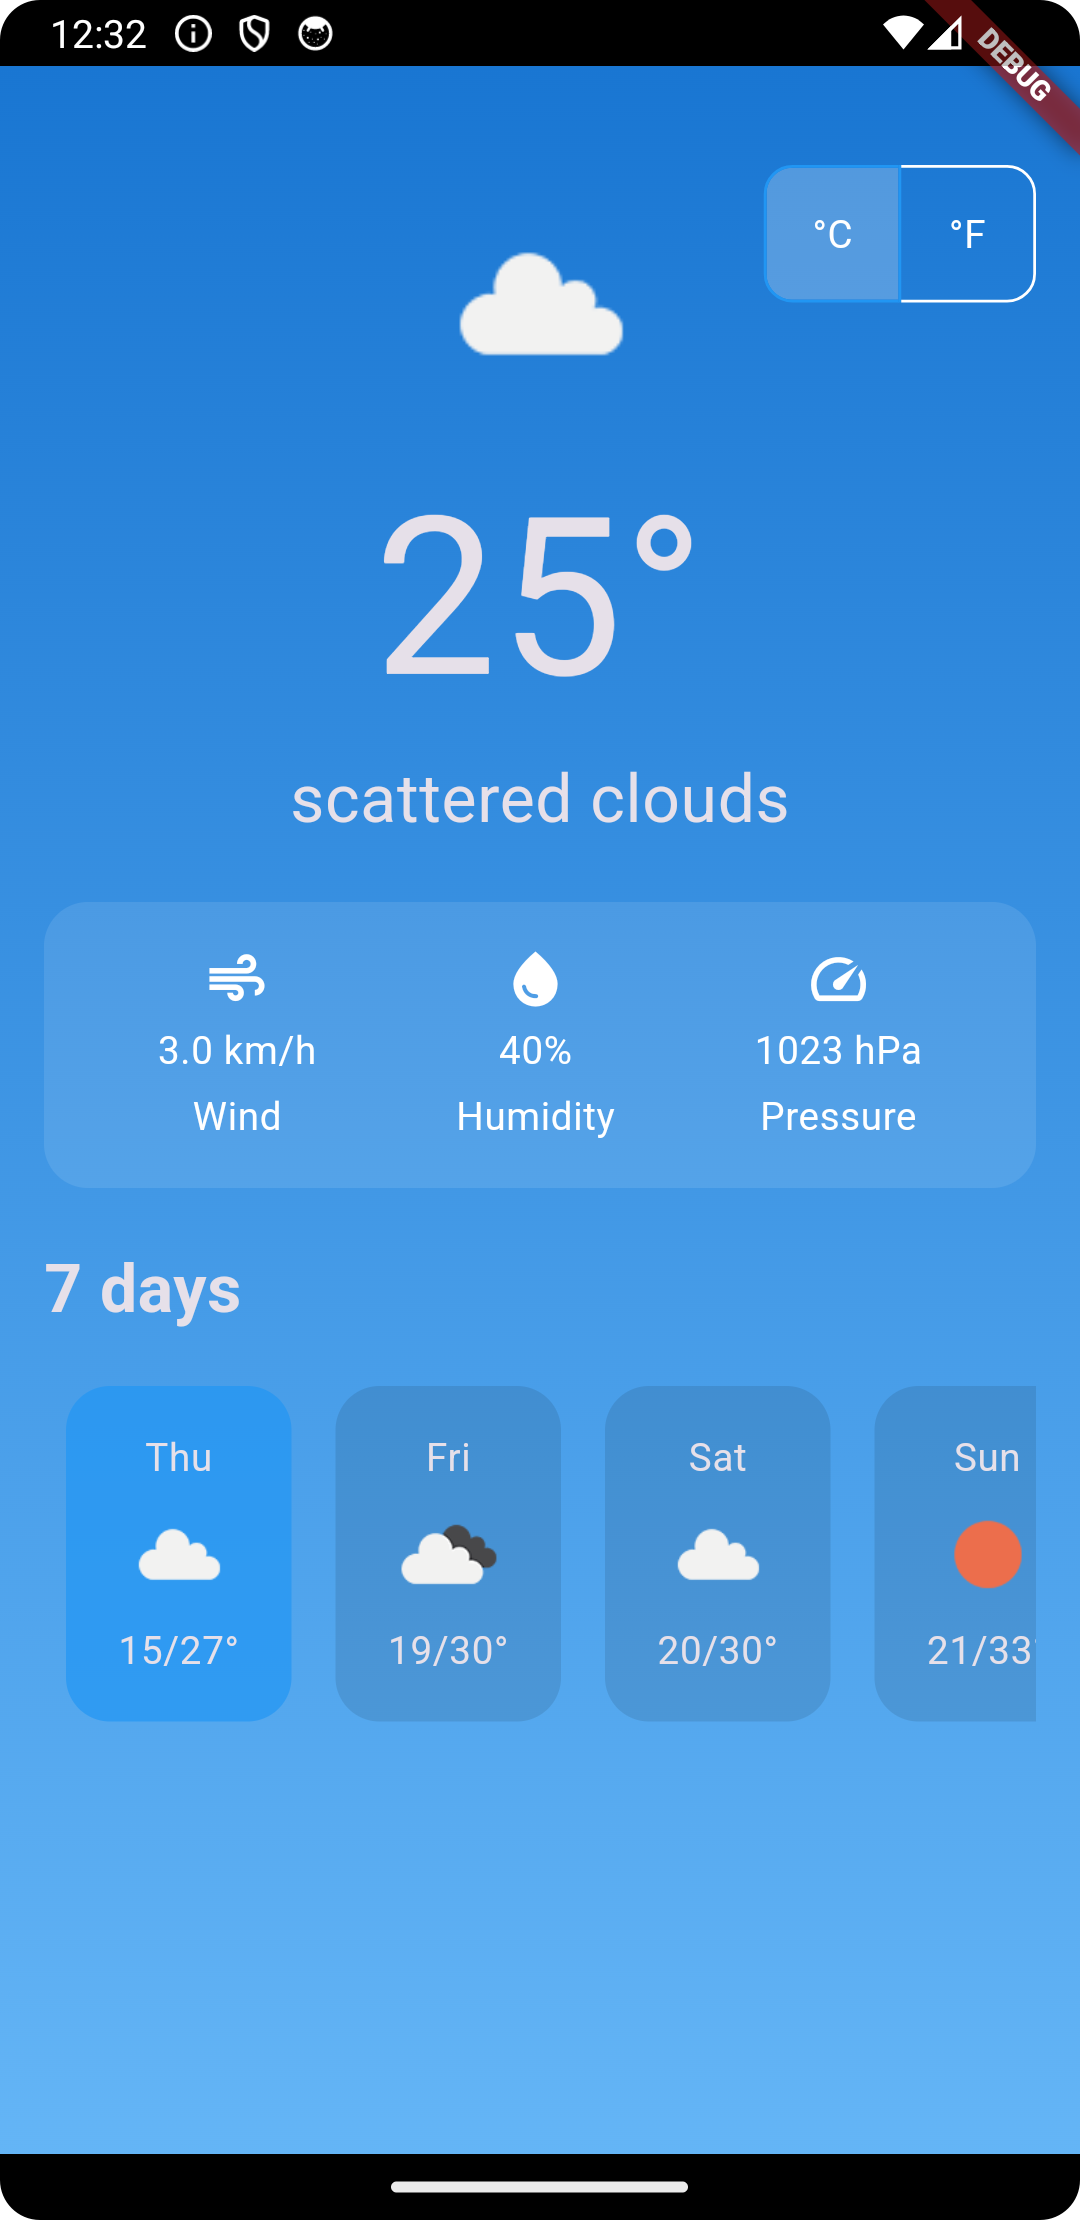 12:32
DEBUG
°C °F
25°
scattered clouds
3.0 km/h 40% 1023 hPa
Wind Humidity Pressure
7 days
Thu Fri Sat Sun
15/27° 19/30° 20/30° 21/33°